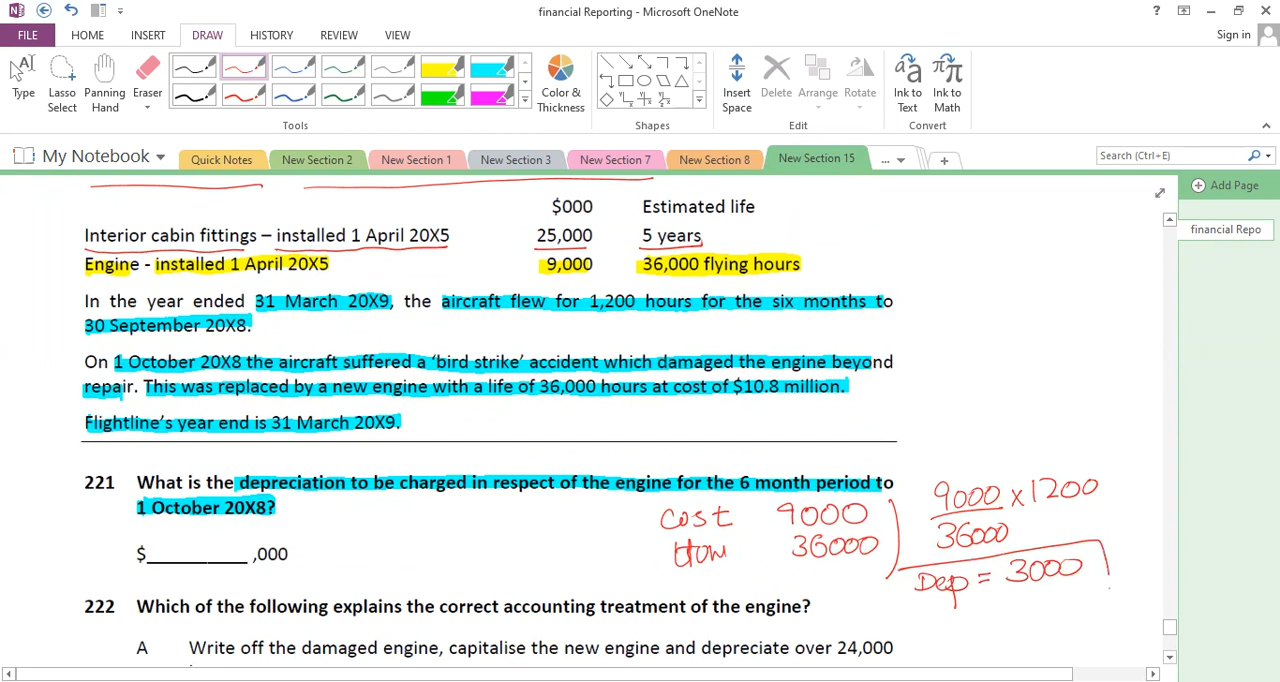 financial Reporting - Microsoft OneNote
Sign in
FILE HOME INSERT DRAW HISTORY REVIEW VIEW
Type
Lasso Select
Panning Hand
Eraser
Color & Thickness
Insert Space
Delete
Arrange
Rotate
Ink to Text
Ink to Math
Tools
Shapes
Edit
Convert
My Notebook
Quick Notes
New Section 2
New Section 1
New Section 3
New Section 7
New Section 8
New Section 15
...
Search (Ctrl+E)
Add Page
financial Repo
$000 Estimated life
Interior cabin fittings – installed 1 April 20X5 25,000 5 years
Engine - installed 1 April 20X5 9,000 36,000 flying hours
In the year ended 31 March 20X9, the aircraft flew for 1,200 hours for the six months to
30 September 20X8.
On 1 October 20X8 the aircraft suffered a ‘bird strike’ accident which damaged the engine beyond
repair. This was replaced by a new engine with a life of 36,000 hours at cost of $10.8 million.
Flightline’s year end is 31 March 20X9.
221 What is the depreciation to be charged in respect of the engine for the 6 month period to
1 October 20X8?
$__________ ,000
Cost 9000
36000
9000 x 1200
36000
Dep = 3000
222 Which of the following explains the correct accounting treatment of the engine?
A Write off the damaged engine, capitalise the new engine and depreciate over 24,000